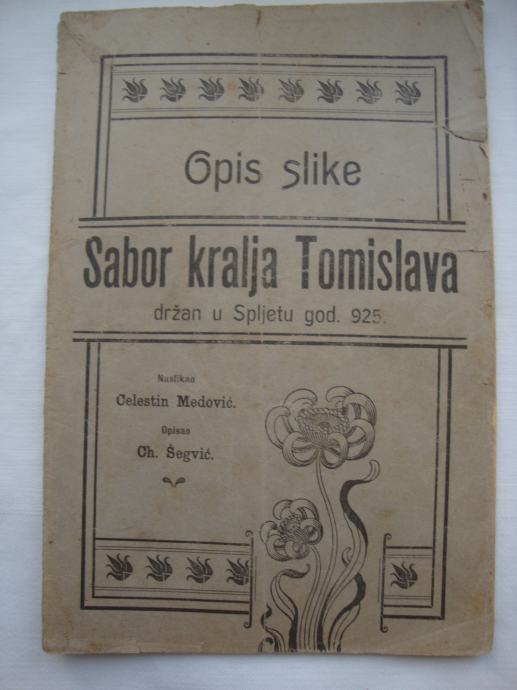 Opis slike
Sabor kralja Tomislava
držan u Spljetu god. 925.
Naslikao
Celestin Medović.
Opisao
Ch. Šegvić.